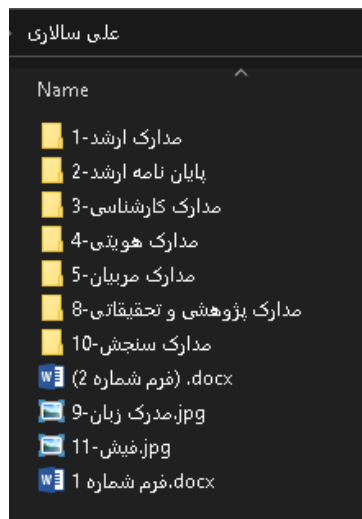 علی سالاری
Name
1-مدارک ارشد
2-پایان نامه ارشد
3-مدارک کارشناسی
4-مدارک هویتی
5-مدارک مربیان
8-مدارک پژوهشی و تحقیقاتی
10-مدارک سنجش
(فرم شماره 2) .docx
9-مدرک زبان.jpg
11-فیش.jpg
فرم شماره 1.docx